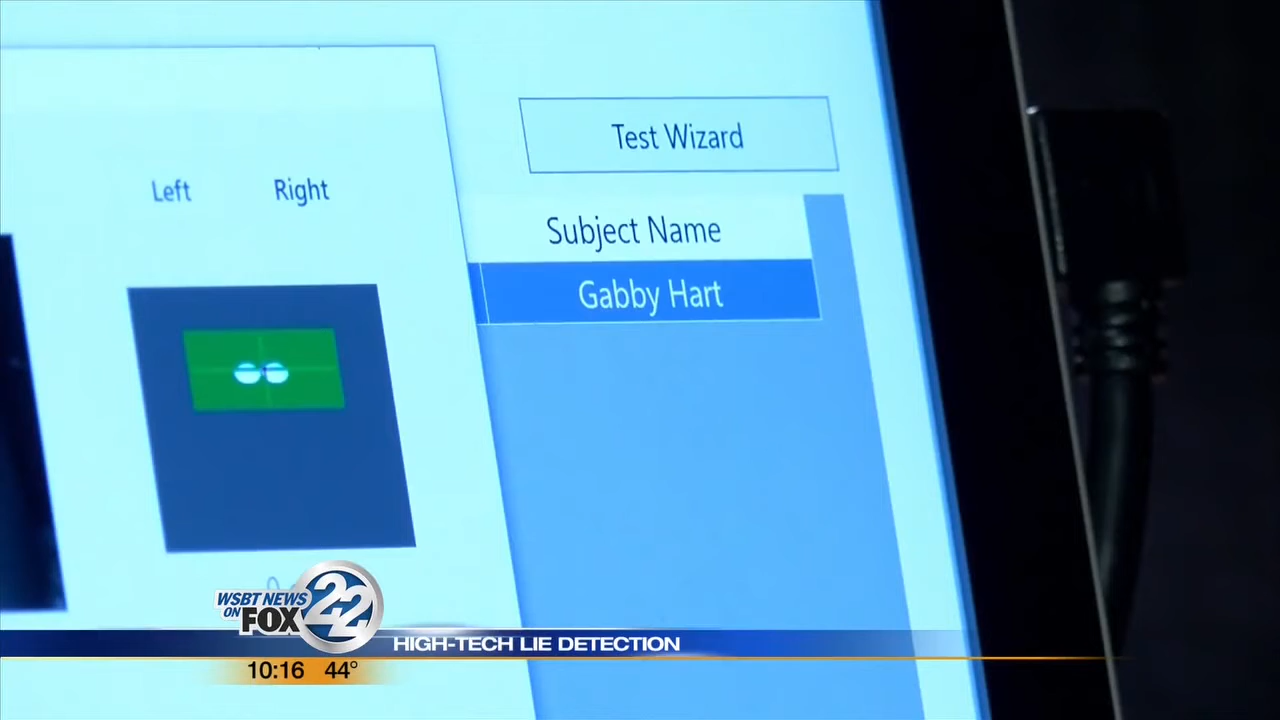 Test Wizard
Left Right
Subject Name
Gabby Hart
WSBT NEWS
ON
FOX 22
HIGH-TECH LIE DETECTION
10:16 44°